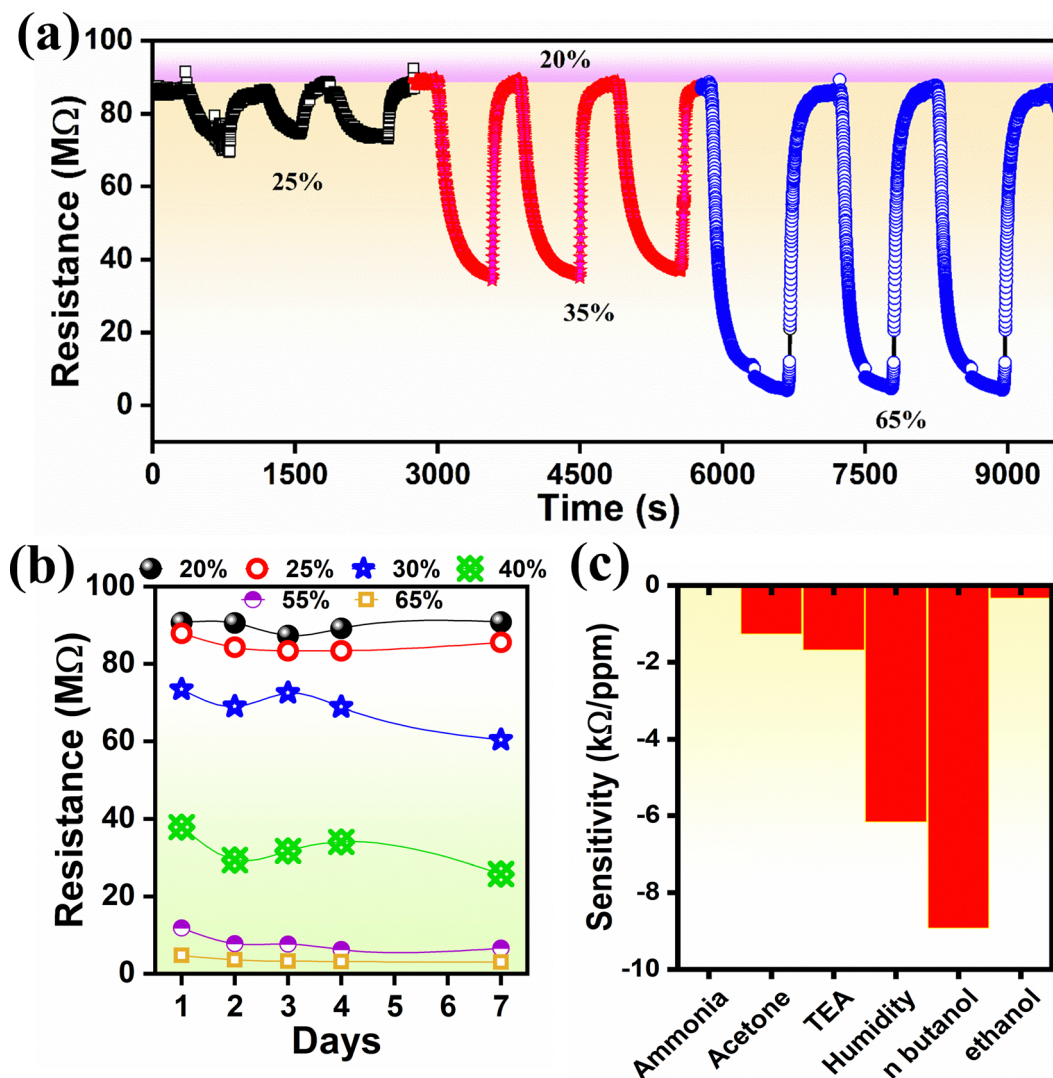 (a)
100
80
60
40
20
0
Resistance (MΩ)
20%
25%
35%
65%
0 1500 3000 4500 6000 7500 9000
Time (s)
(b)
20% 25% 30% 40%
55% 65%
100
80
60
40
20
0
Resistance (MΩ)
1 2 3 4 5 6 7
Days
(c)
0
-2
-4
-6
-8
-10
Sensitivity (kΩ/ppm)
Ammonia
Acetone
TEA
Humidity
n butanol
ethanol